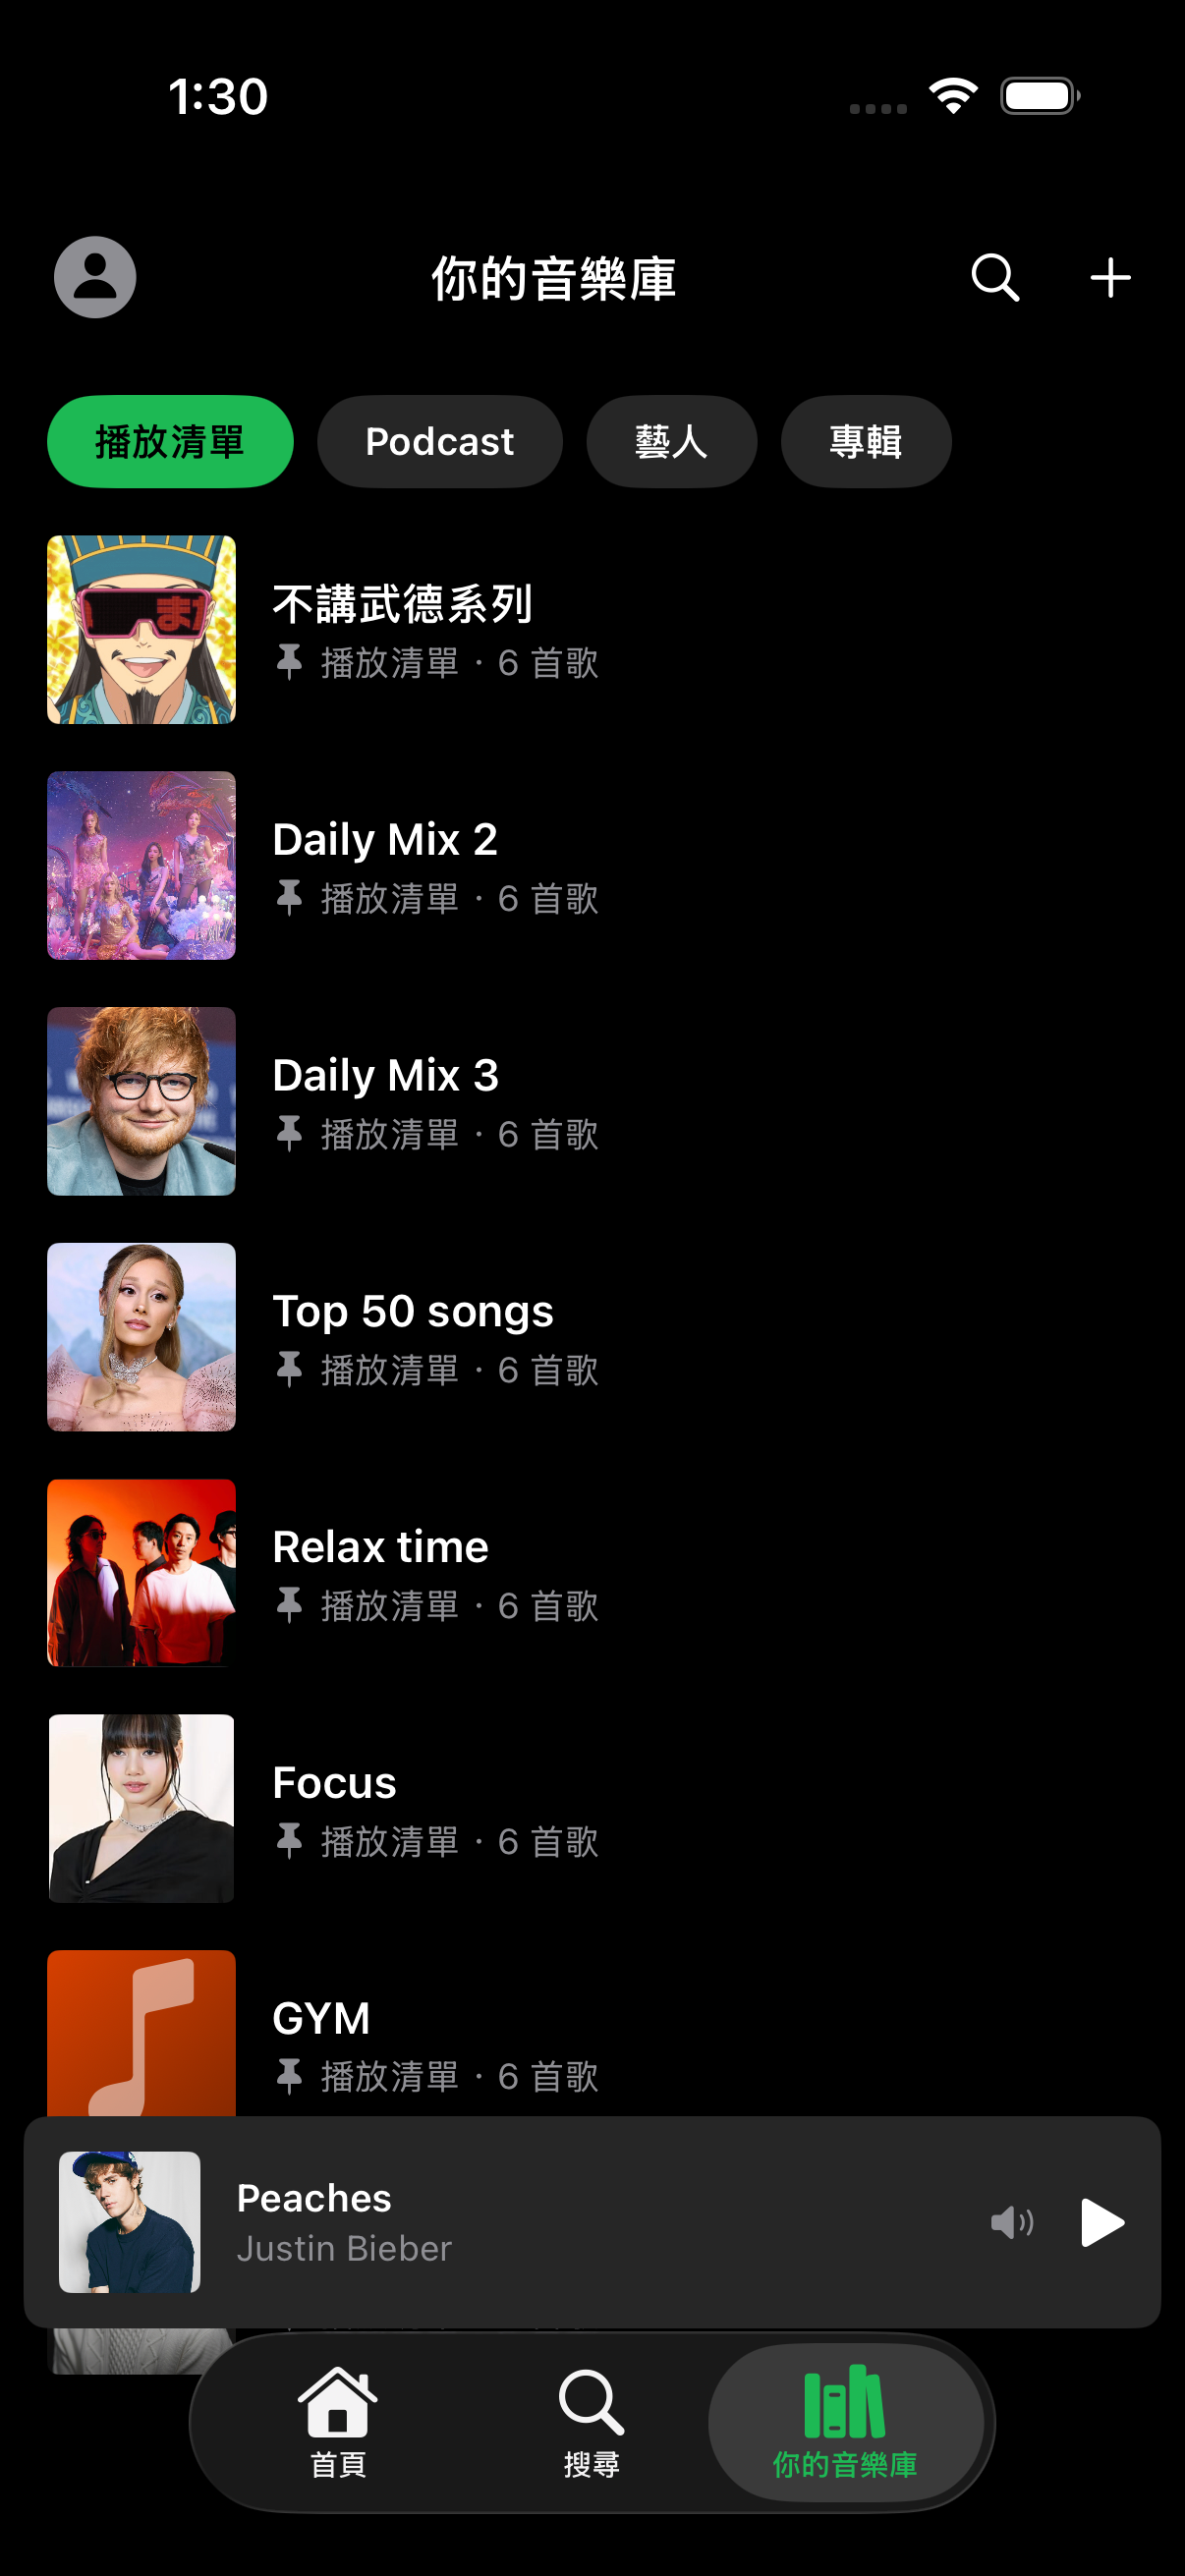 1:30
你的音樂庫
播放清單 Podcast 藝人 專輯
不講武德系列
播放清單 · 6 首歌
Daily Mix 2
播放清單 · 6 首歌
Daily Mix 3
播放清單 · 6 首歌
Top 50 songs
播放清單 · 6 首歌
Relax time
播放清單 · 6 首歌
Focus
播放清單 · 6 首歌
GYM
播放清單 · 6 首歌
Peaches
Justin Bieber
首頁 搜尋 你的音樂庫